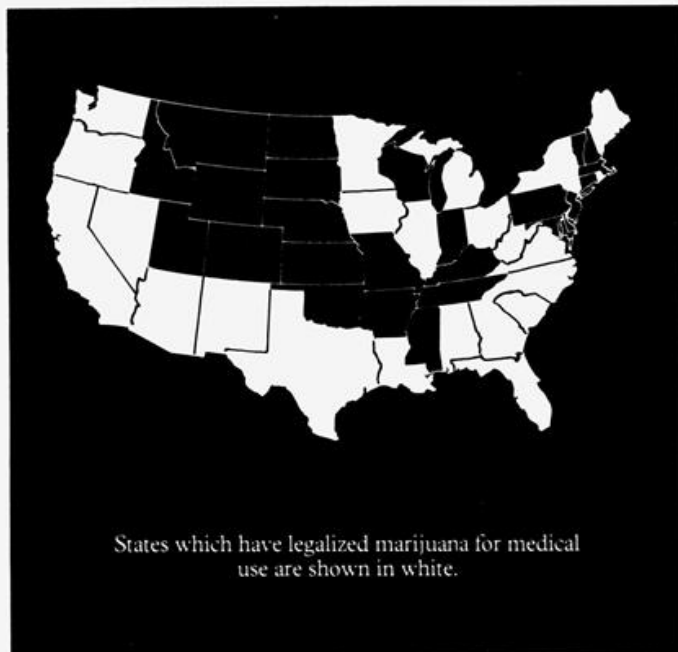 States which have legalized marijuana for medical
use are shown in white.